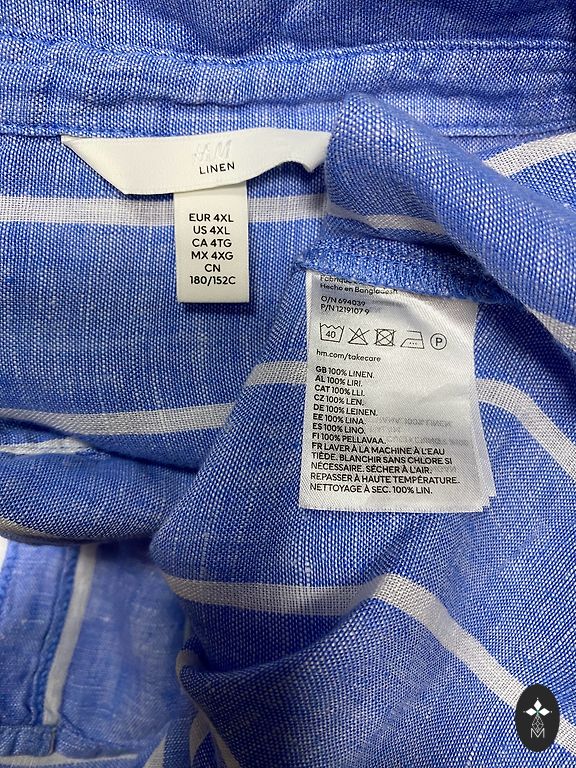 H&M
LINEN
EUR 4XL
US 4XL
CA 4TG
MX 4XG
CN
180/152C
Hecho en Bangladesh
O/N 694039
P/N 1219107 9
40
P
hm.com/takecare
GB 100% LINEN.
AL 100% LIRI.
CAT 100% LLI.
CZ 100% LEN.
DE 100% LEINEN.
EE 100% LINA.
ES 100% LINO.
FI 100% PELLAVAA.
FR LAVER À LA MACHINE À L'EAU
TIÈDE. BLANCHIR SANS CHLORE SI
NÉCESSAIRE. SÉCHER À L'AIR.
REPASSER À HAUTE TEMPÉRATURE.
NETTOYAGE À SEC. 100% LIN.
M